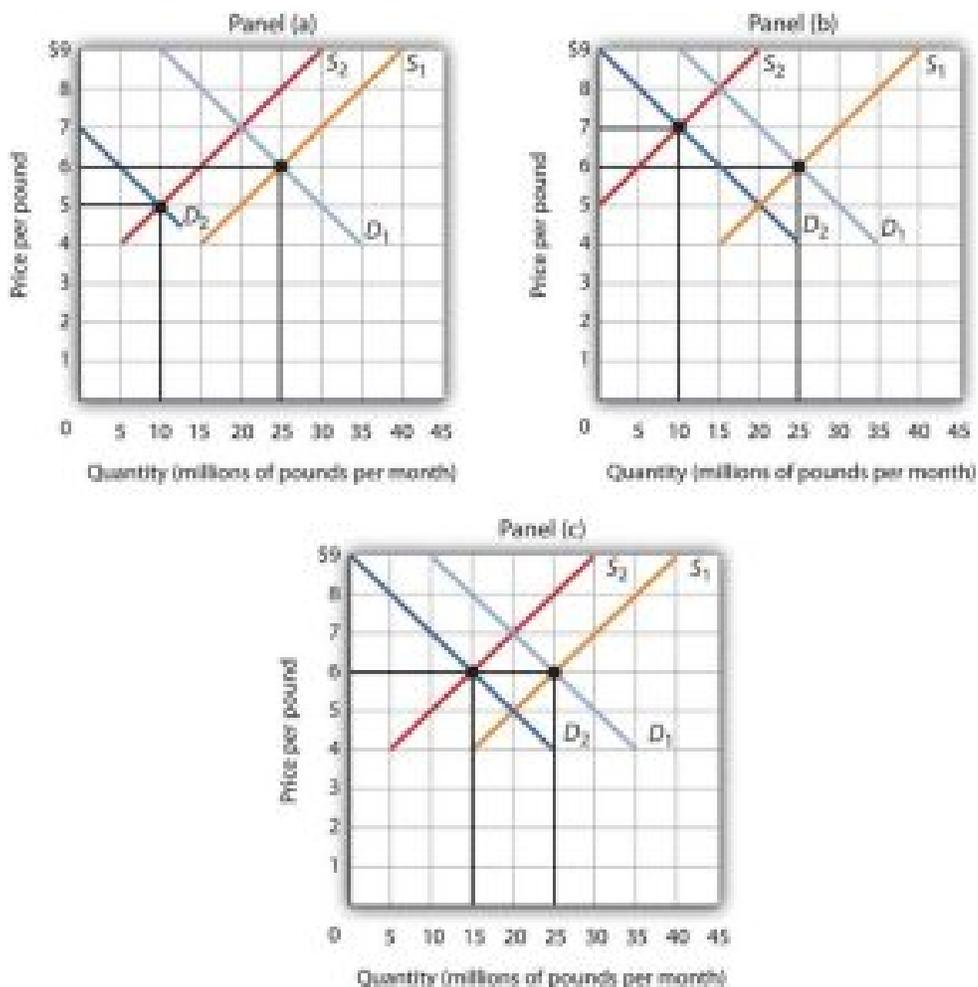 Panel (a)
$9
8
7
6
5
4
3
2
1
0 5 10 15 20 25 30 35 40 45
S2
S1
D2
D1
Price per pound
Quantity (millions of pounds per month)
Panel (b)
$9
8
7
6
5
4
3
2
1
0 5 10 15 20 25 30 35 40 45
S2
S1
D2
D1
Price per pound
Quantity (millions of pounds per month)
Panel (c)
$9
8
7
6
5
4
3
2
1
0 5 10 15 20 25 30 35 40 45
S2
S1
D2
D1
Price per pound
Quantity (millions of pounds per month)